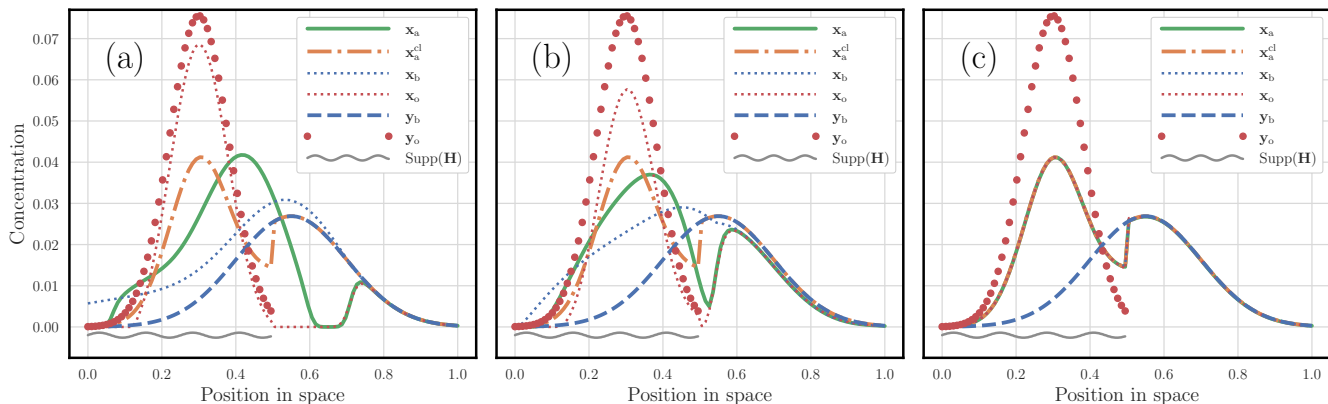 (a)
x_a
x_a^cl
x_b
x_o
y_b
y_o
Supp(H)
(b)
x_a
x_a^cl
x_b
x_o
y_b
y_o
Supp(H)
(c)
x_a
x_a^cl
x_b
x_o
y_b
y_o
Supp(H)
Concentration
0.07
0.06
0.05
0.04
0.03
0.02
0.01
0.00
0.0 0.2 0.4 0.6 0.8 1.0
Position in space
0.0 0.2 0.4 0.6 0.8 1.0
Position in space
0.0 0.2 0.4 0.6 0.8 1.0
Position in space